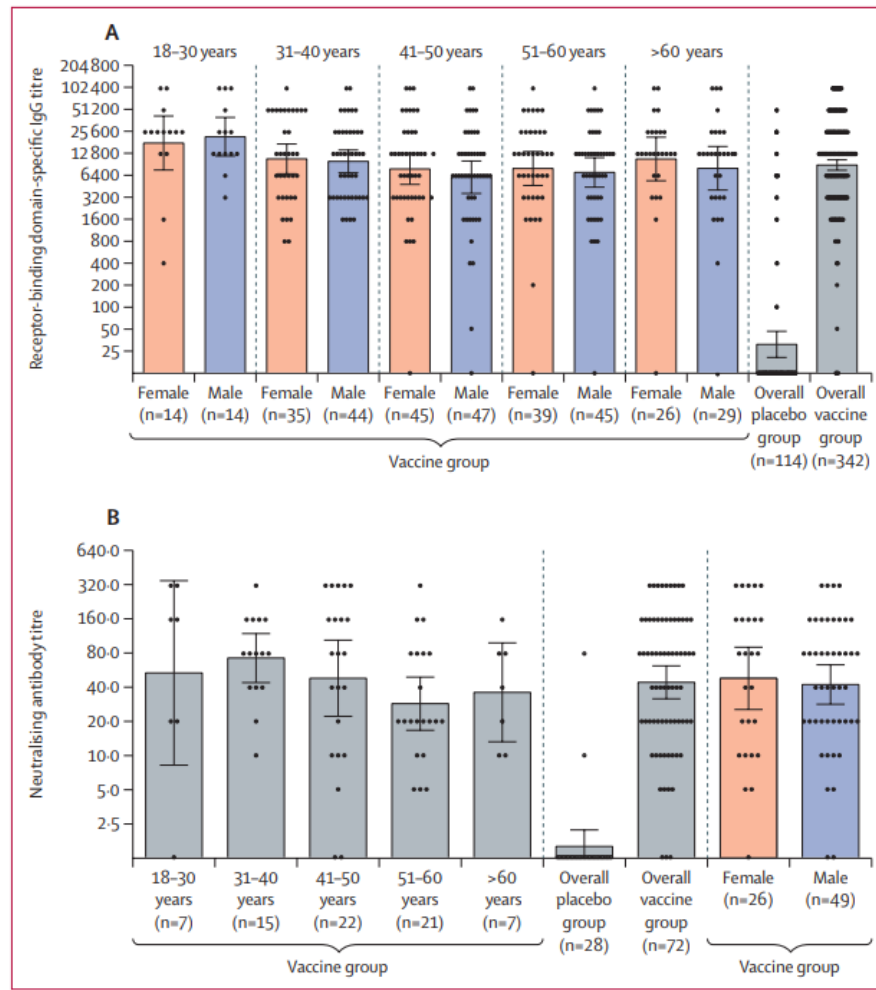 A
18–30 years 31–40 years 41–50 years 51–60 years >60 years
204 800
102 400
51 200
25 600
12 800
6400
3200
1600
800
400
200
100
50
25
Receptor-binding domain-specific IgG titre
Female Male Female Male Female Male Female Male Female Male Overall Overall
(n=14) (n=14) (n=35) (n=44) (n=45) (n=47) (n=39) (n=45) (n=26) (n=29) placebo vaccine
group group
(n=114) (n=342)
Vaccine group
B
640·0
320·0
160·0
80·0
40·0
20·0
10·0
5·0
2·5
Neutralising antibody titre
18–30 31–40 41–50 51–60 >60 Overall Overall Female Male
years years years years years placebo vaccine (n=26) (n=49)
(n=7) (n=15) (n=22) (n=21) (n=7) group group
(n=28) (n=72)
Vaccine group Vaccine group